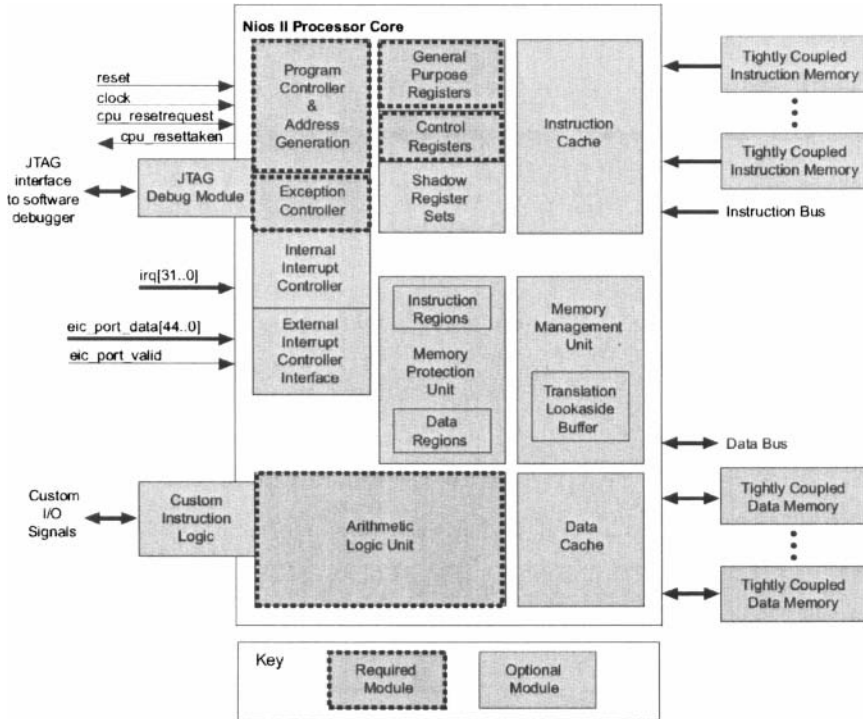 Nios II Processor Core
reset
clock
cpu_resetrequest
cpu_resettaken
JTAG
interface
to software
debugger
JTAG
Debug Module
irq[31..0]
eic_port_data[44..0]
eic_port_valid
Custom
I/O
Signals
Custom
Instruction
Logic
Program
Controller
&
Address
Generation
Exception
Controller
Internal
Interrupt
Controller
External
Interrupt
Controller
Interface
General
Purpose
Registers
Control
Registers
Shadow
Register
Sets
Instruction
Regions
Memory
Protection
Unit
Data
Regions
Arithmetic
Logic Unit
Instruction
Cache
Memory
Management
Unit
Translation
Lookaside
Buffer
Data
Cache
Tightly Coupled
Instruction Memory
Tightly Coupled
Instruction Memory
Instruction Bus
Data Bus
Tightly Coupled
Data Memory
Tightly Coupled
Data Memory
Key
Required
Module
Optional
Module